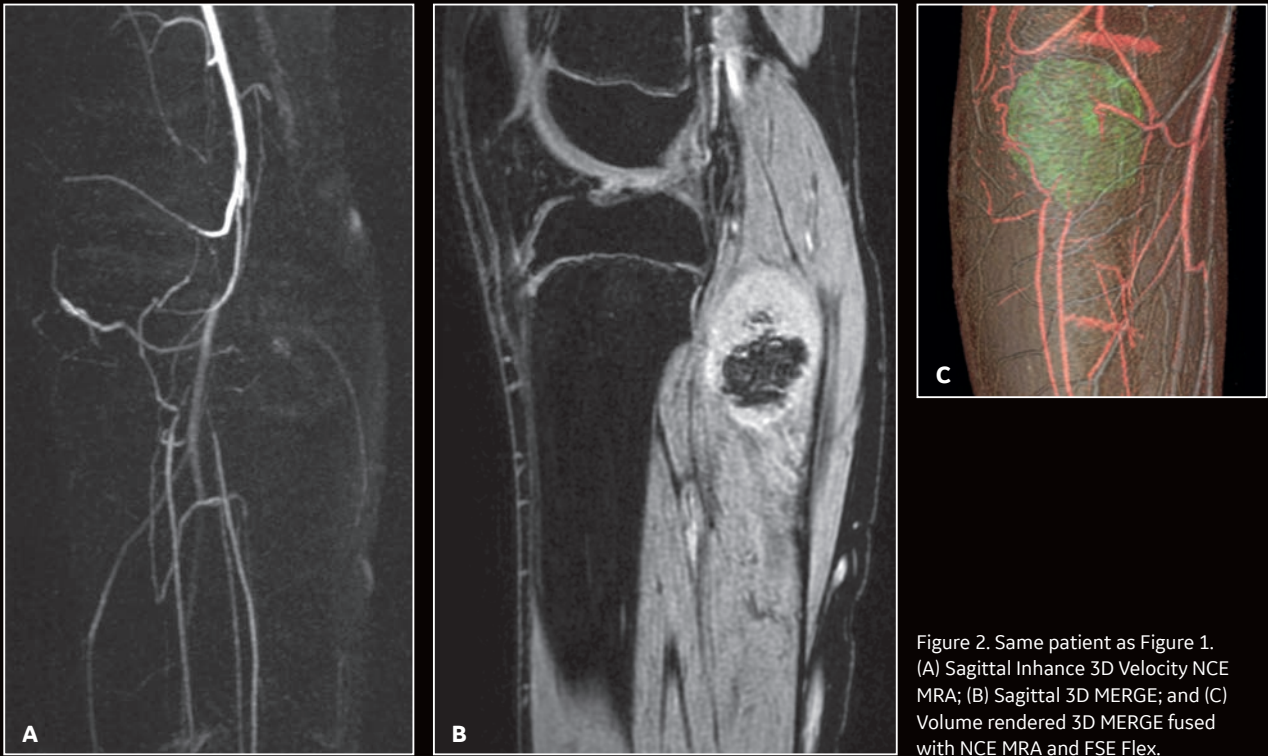 A
B
C
Figure 2. Same patient as Figure 1.
(A) Sagittal Inhance 3D Velocity NCE
MRA; (B) Sagittal 3D MERGE; and (C)
Volume rendered 3D MERGE fused
with NCE MRA and FSE Flex.